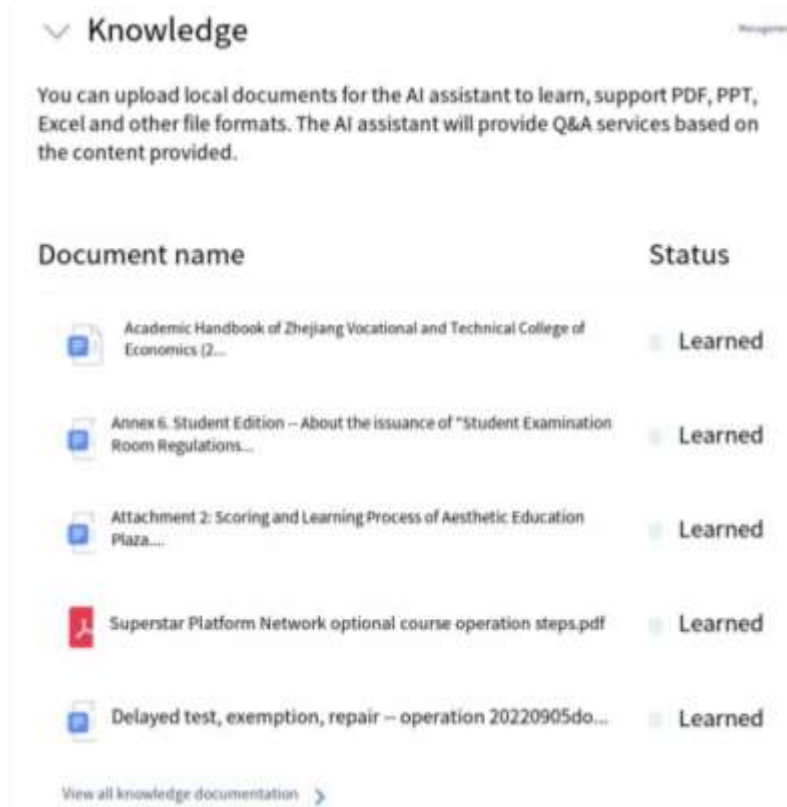 Knowledge
You can upload local documents for the AI assistant to learn, support PDF, PPT,
Excel and other file formats. The AI assistant will provide Q&A services based on
the content provided.
Document name Status
Academic Handbook of Zhejiang Vocational and Technical College of
Economics (2...
Learned
Annex 6. Student Edition -- About the issuance of "Student Examination
Room Regulations...
Learned
Attachment 2: Scoring and Learning Process of Aesthetic Education
Plaza....
Learned
Superstar Platform Network optional course operation steps.pdf Learned
Delayed test, exemption, repair -- operation 20220905do... Learned
View all knowledge documentation